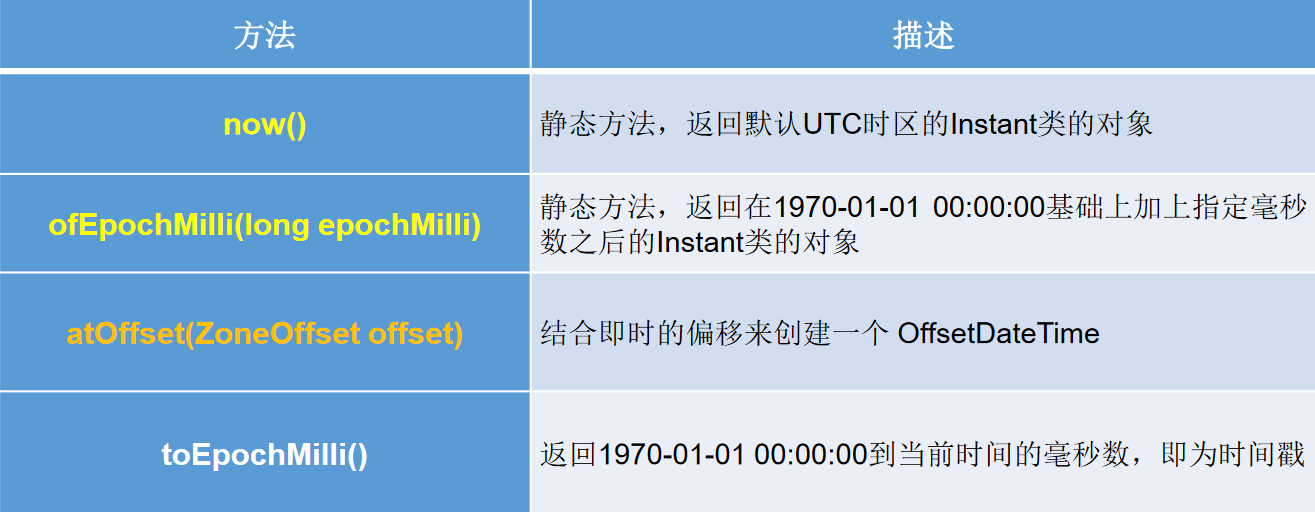 方法
描述
now()
静态方法，返回默认UTC时区的Instant类的对象
ofEpochMilli(long epochMilli)
静态方法，返回在1970-01-01 00:00:00基础上加上指定毫秒
数之后的Instant类的对象
atOffset(ZoneOffset offset)
结合即时的偏移来创建一个 OffsetDateTime
toEpochMilli()
返回1970-01-01 00:00:00到当前时间的毫秒数，即为时间戳